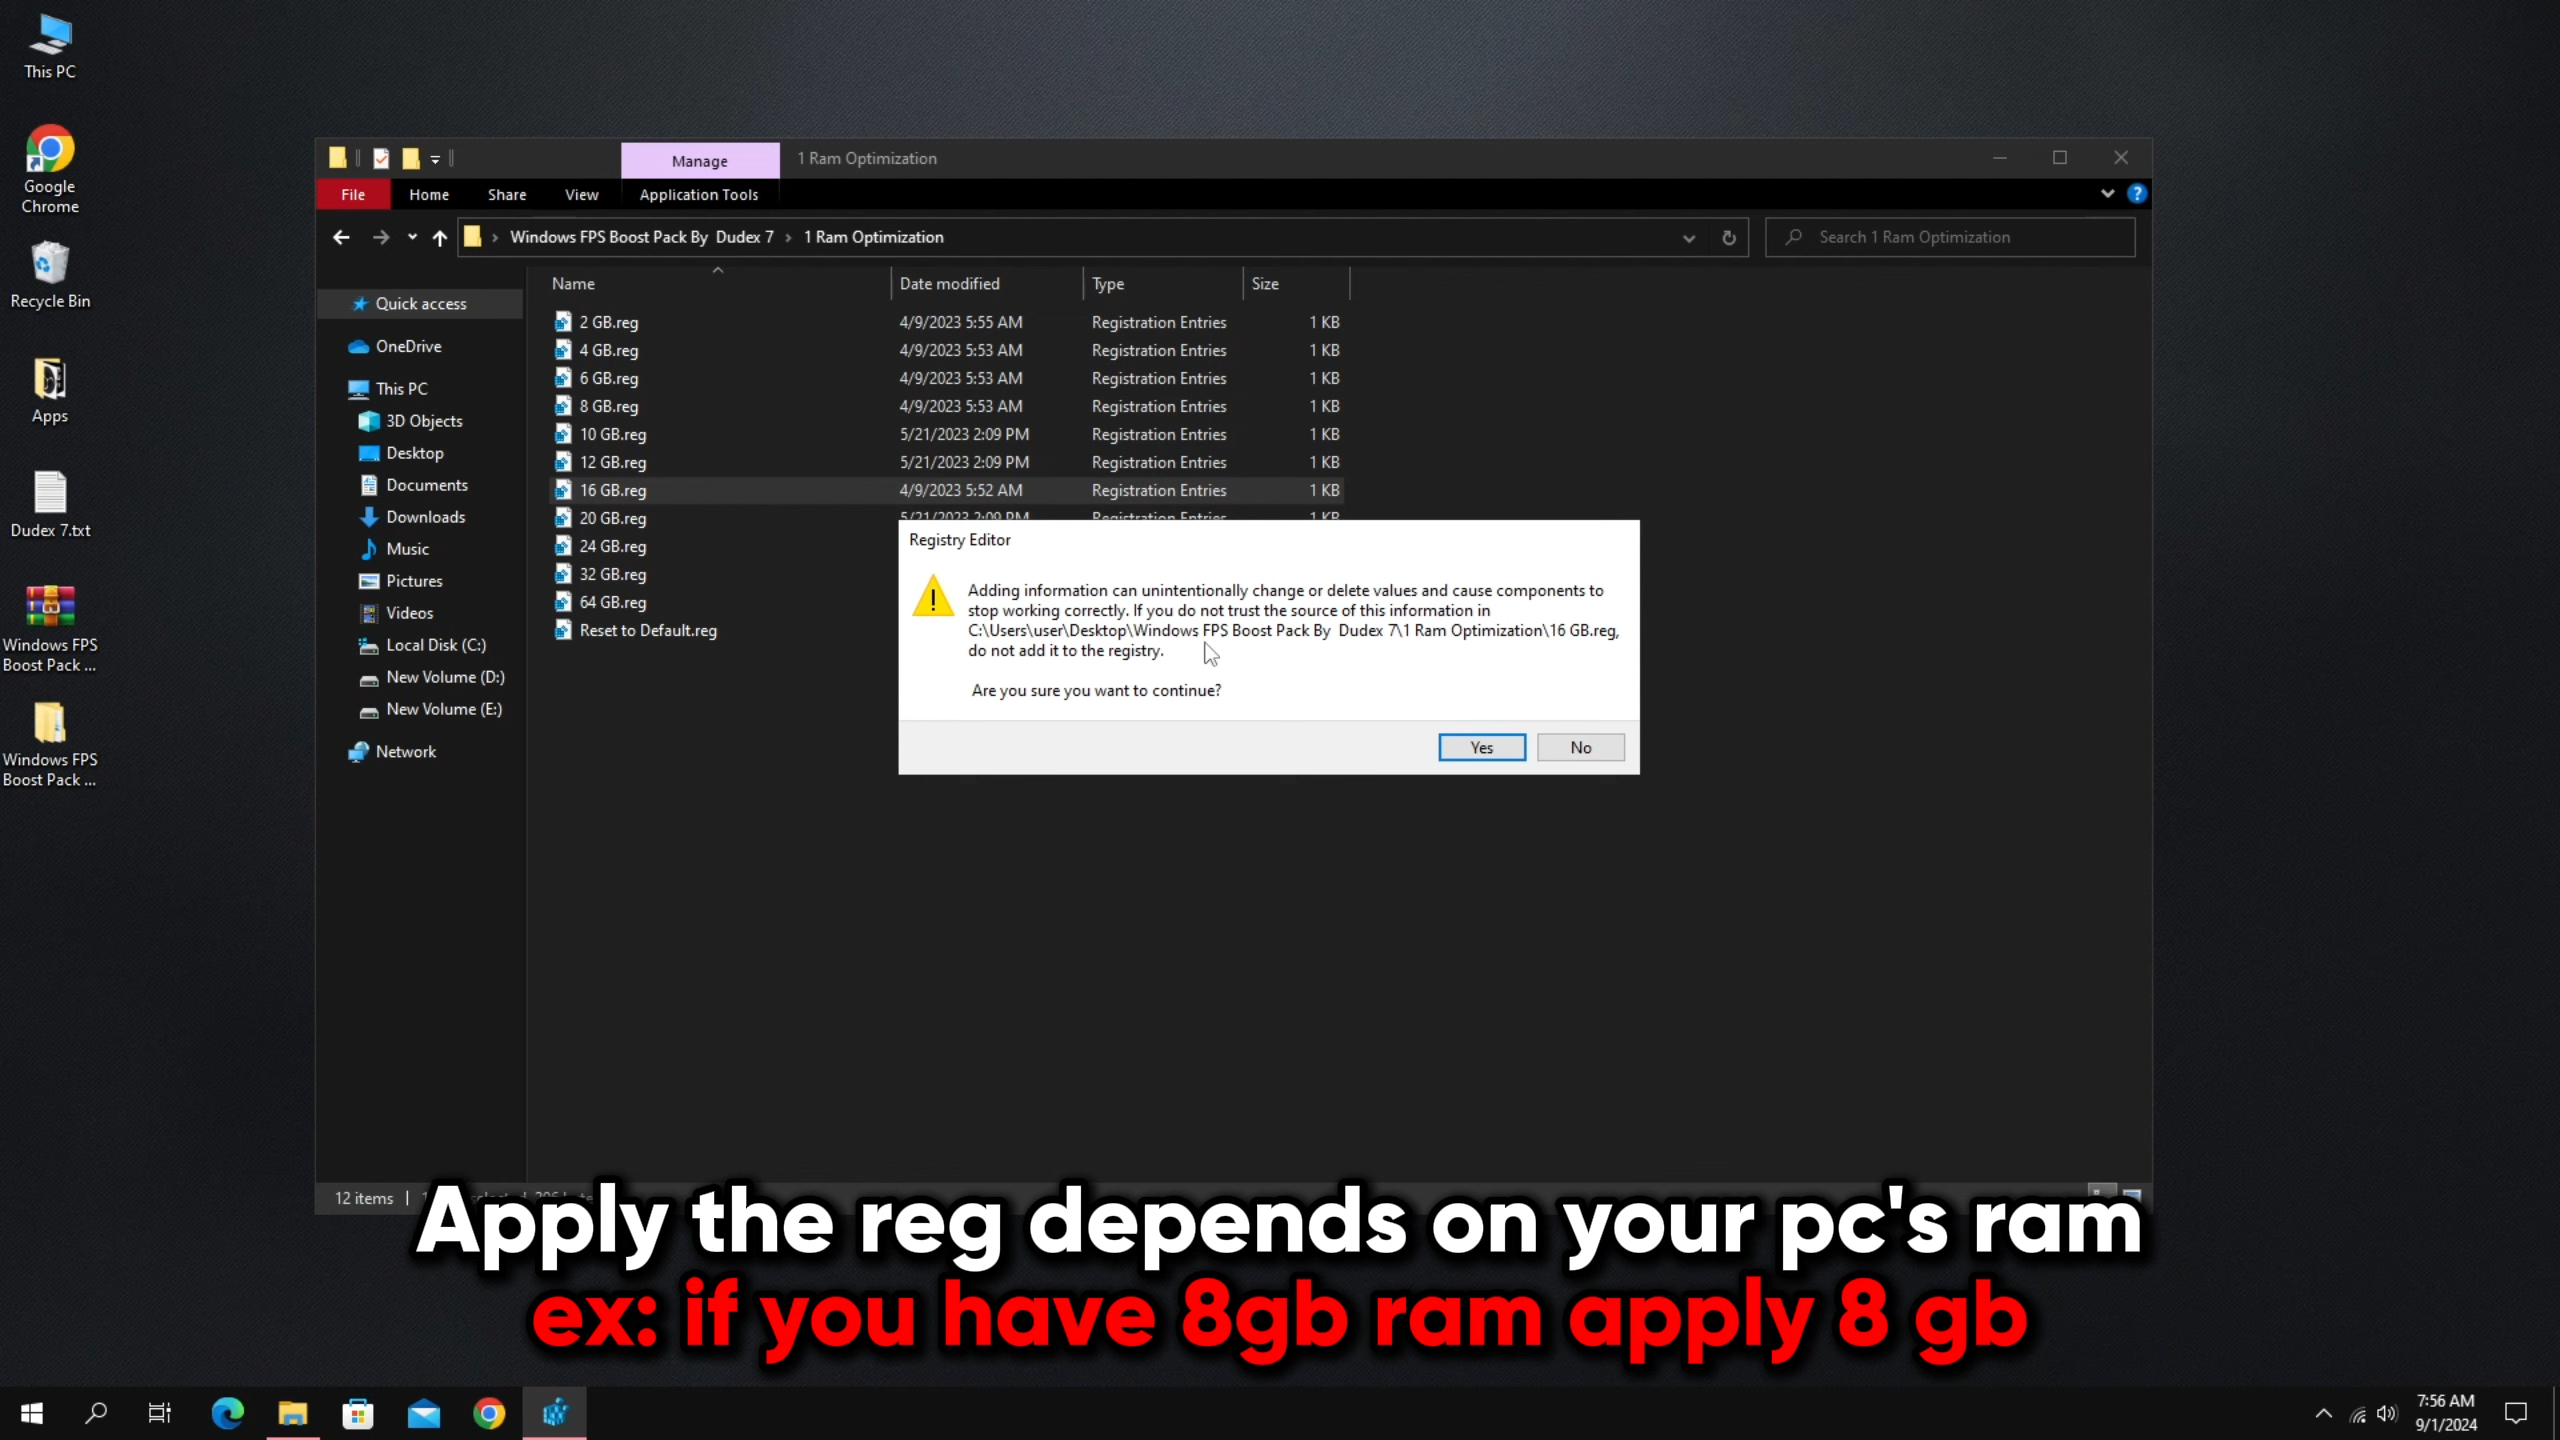 This PC
Google
Chrome
Recycle Bin
Apps
Dudex 7.txt
Windows FPS
Boost Pack ...
Windows FPS
Boost Pack ...
Manage
1 Ram Optimization
File
Home
Share
View
Application Tools
Windows FPS Boost Pack By  Dudex 7
1 Ram Optimization
Search 1 Ram Optimization
Quick access
OneDrive
This PC
3D Objects
Desktop
Documents
Downloads
Music
Pictures
Videos
Local Disk (C:)
New Volume (D:)
New Volume (E:)
Network
Name Date modified Type Size
2 GB.reg 4/9/2023 5:55 AM Registration Entries 1 KB
4 GB.reg 4/9/2023 5:53 AM Registration Entries 1 KB
6 GB.reg 4/9/2023 5:53 AM Registration Entries 1 KB
8 GB.reg 4/9/2023 5:53 AM Registration Entries 1 KB
10 GB.reg 5/21/2023 2:09 PM Registration Entries 1 KB
12 GB.reg 5/21/2023 2:09 PM Registration Entries 1 KB
16 GB.reg 4/9/2023 5:52 AM Registration Entries 1 KB
20 GB.reg 5/21/2023 2:09 PM Registration Entries 1 KB
24 GB.reg
32 GB.reg
64 GB.reg
Reset to Default.reg
Registry Editor
Adding information can unintentionally change or delete values and cause components to
stop working correctly. If you do not trust the source of this information in
C:\Users\user\Desktop\Windows FPS Boost Pack By  Dudex 7\1 Ram Optimization\16 GB.reg,
do not add it to the registry.
Are you sure you want to continue?
Yes
No
12 items
Apply the reg depends on your pc's ram
ex: if you have 8gb ram apply 8 gb
7:56 AM
9/1/2024